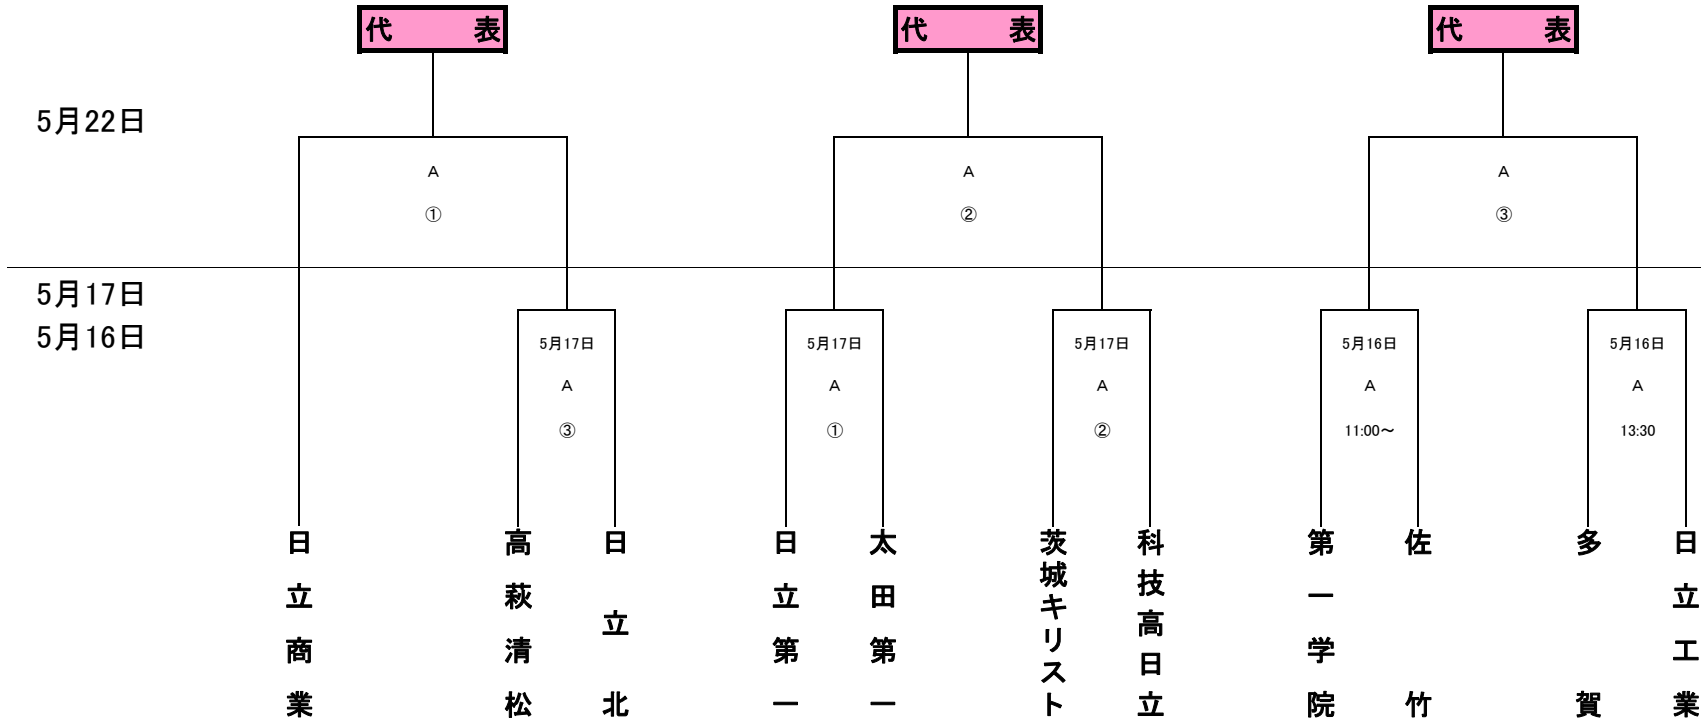 代 表
代 表
代 表
5月22日
A
①
A
②
A
③
5月17日
5月16日
5月17日
A
③
5月17日
A
①
5月17日
A
②
5月16日
A
11:00～
5月16日
A
13:30
日立商業
高萩清松
日立北
日立第一
太田第一
茨城キリスト
科技高日立
第一学院
佐竹
多賀
日立工業